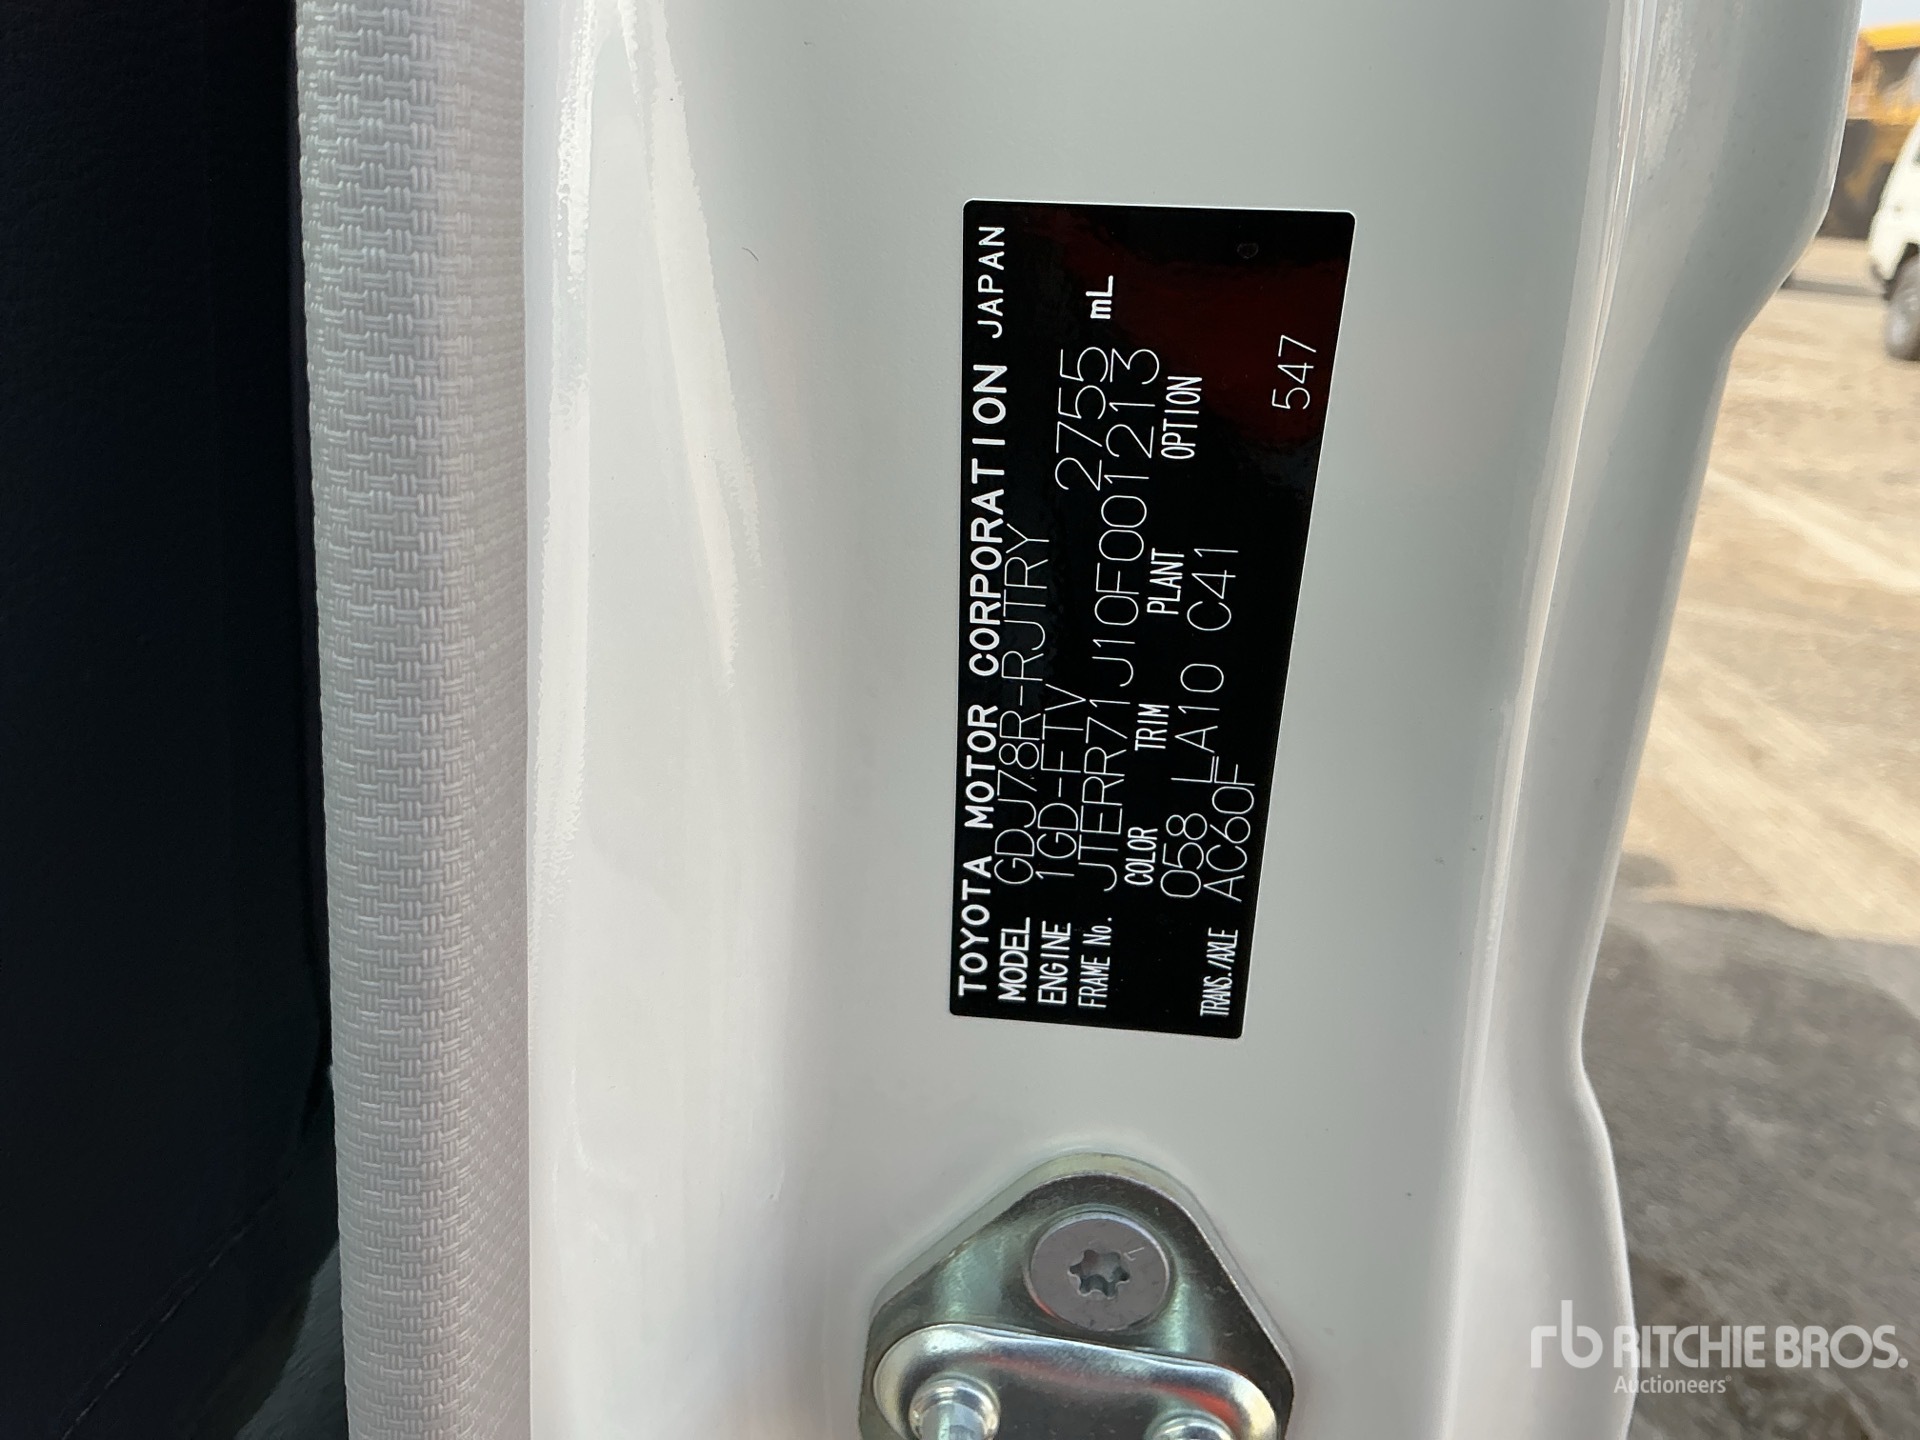 TOYOTA MOTOR CORPORATION JAPAN
MODEL GDJ78R-RJTRY
ENGINE 1GD-FTV 2755 mL
FRAME No. JTERR71J10F001213
COLOR TRIM PLANT OPTION
058 LA10 C41
TRANS./AXLE AC60F 547
rb RITCHIE BROS.
Auctioneers